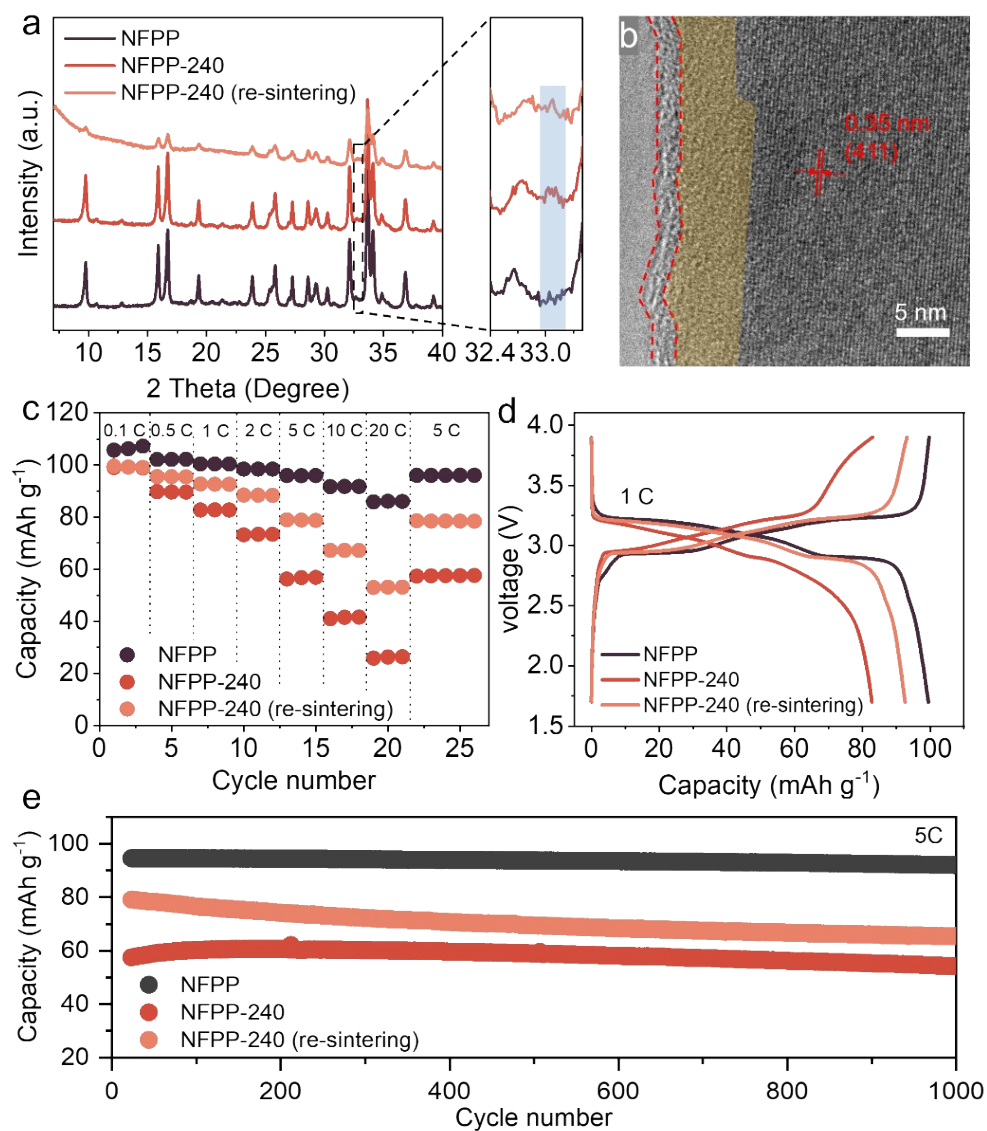 a
NFPP
NFPP-240
NFPP-240 (re-sintering)
Intensity (a.u.)
10 15 20 25 30 35 40 32.4 33.0
2 Theta (Degree)
b
0.35 nm
(411)
5 nm
c
120
100
80
60
40
20
0
0.1 C 0.5 C 1 C 2 C 5 C 10 C 20 C 5 C
Capacity (mAh g-1)
NFPP
NFPP-240
NFPP-240 (re-sintering)
0 5 10 15 20 25
Cycle number
d
4.0
3.5
3.0
2.5
2.0
1.5
1 C
voltage (V)
NFPP
NFPP-240
NFPP-240 (re-sintering)
0 20 40 60 80 100
Capacity (mAh g-1)
e
5C
100
80
60
40
20
Capacity (mAh g-1)
NFPP
NFPP-240
NFPP-240 (re-sintering)
0 200 400 600 800 1000
Cycle number